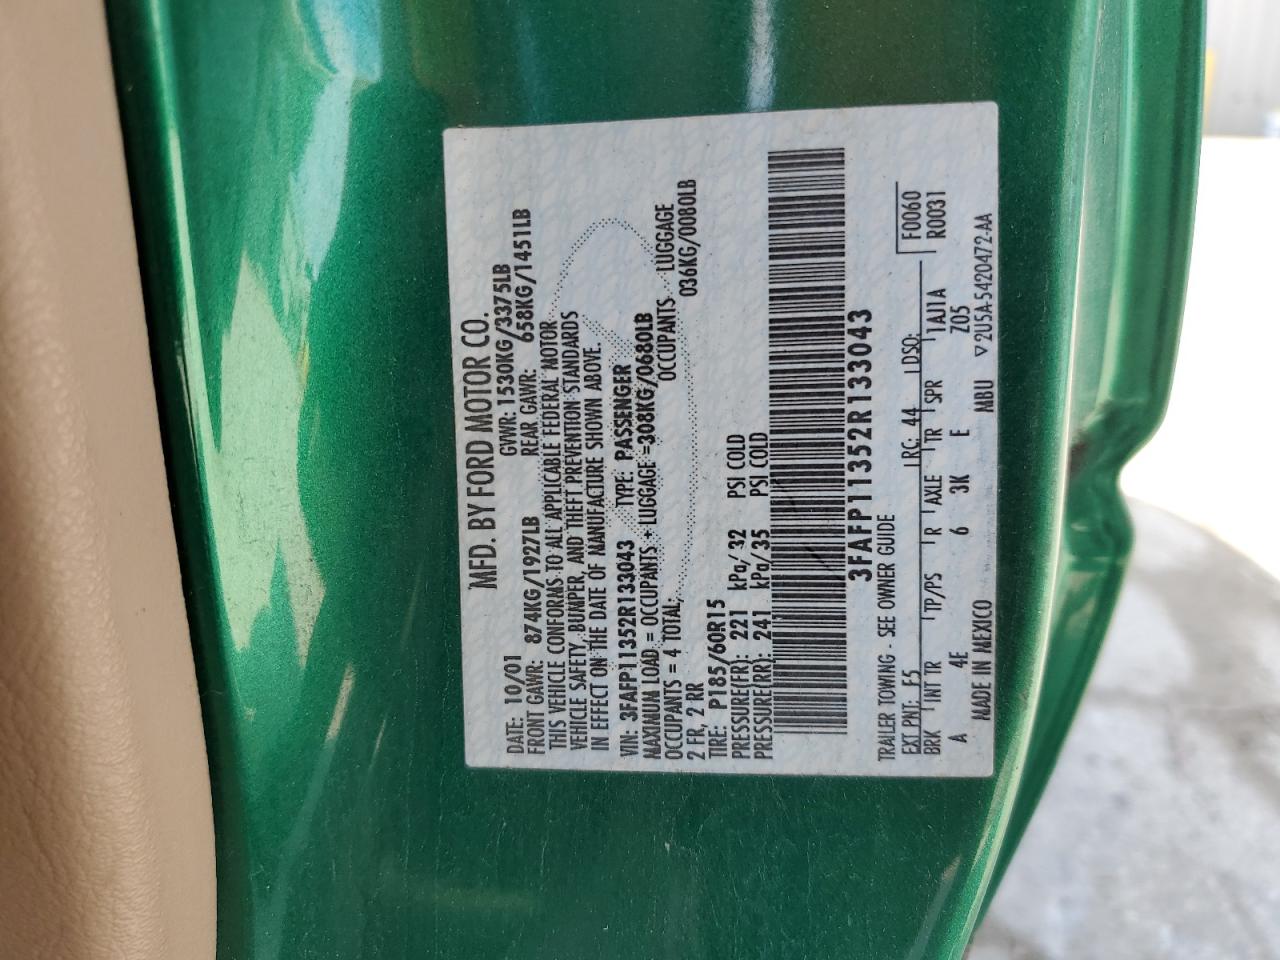 MFD. BY FORD MOTOR CO.
DATE: 10/01 GVWR: 1530KG/3375LB
FRONT GAWR: 874KG/1927LB REAR GAWR: 658KG/1451LB
THIS VEHICLE CONFORMS TO ALL APPLICABLE FEDERAL MOTOR
VEHICLE SAFETY, BUMPER, AND THEFT PREVENTION STANDARDS
IN EFFECT ON THE DATE OF MANUFACTURE SHOWN ABOVE.
VIN: 3FAFP11352R133043 TYPE: PASSENGER
MAXIMUM LOAD = OCCUPANTS + LUGGAGE = 308KG/0680LB
OCCUPANTS = 4 TOTAL, OCCUPANTS LUGGAGE
2 FR, 2 RR 036KG/0080LB
TIRE: P185/60R15
PRESSURE(FR): 221 kPa/ 32 PSI COLD
PRESSURE(RR): 241 kPa/35 PSI COLD
3FAFP11352R133043
TRAILER TOWING - SEE OWNER GUIDE F0060
EXT PNT: F5 RC: 44 DSO: R0031
BRK INT TR TP/PS R AXLE TR SPR 1AJ1A
A 4E 6 3K E Z05
MADE IN MEXICO MBU ▽2U5A-5420472-AA